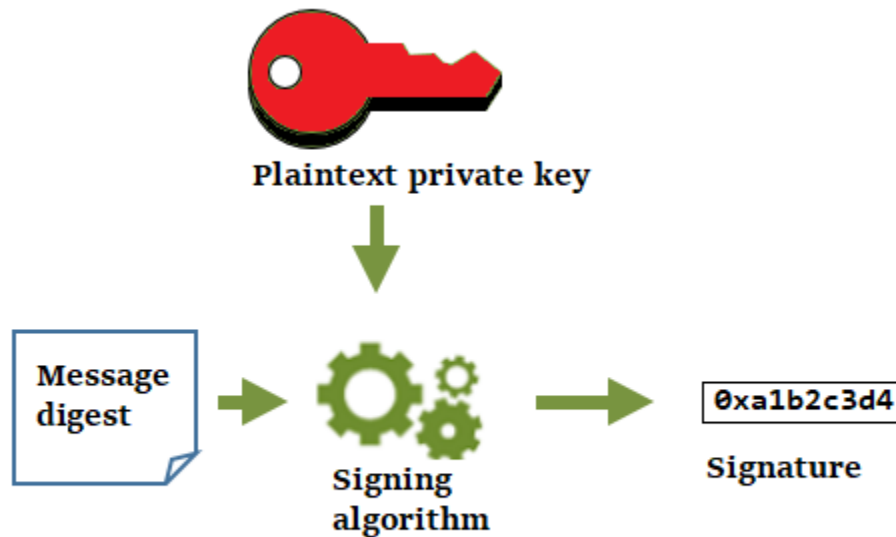 Plaintext private key
Message
digest
Signing
algorithm
0xa1b2c3d4
Signature